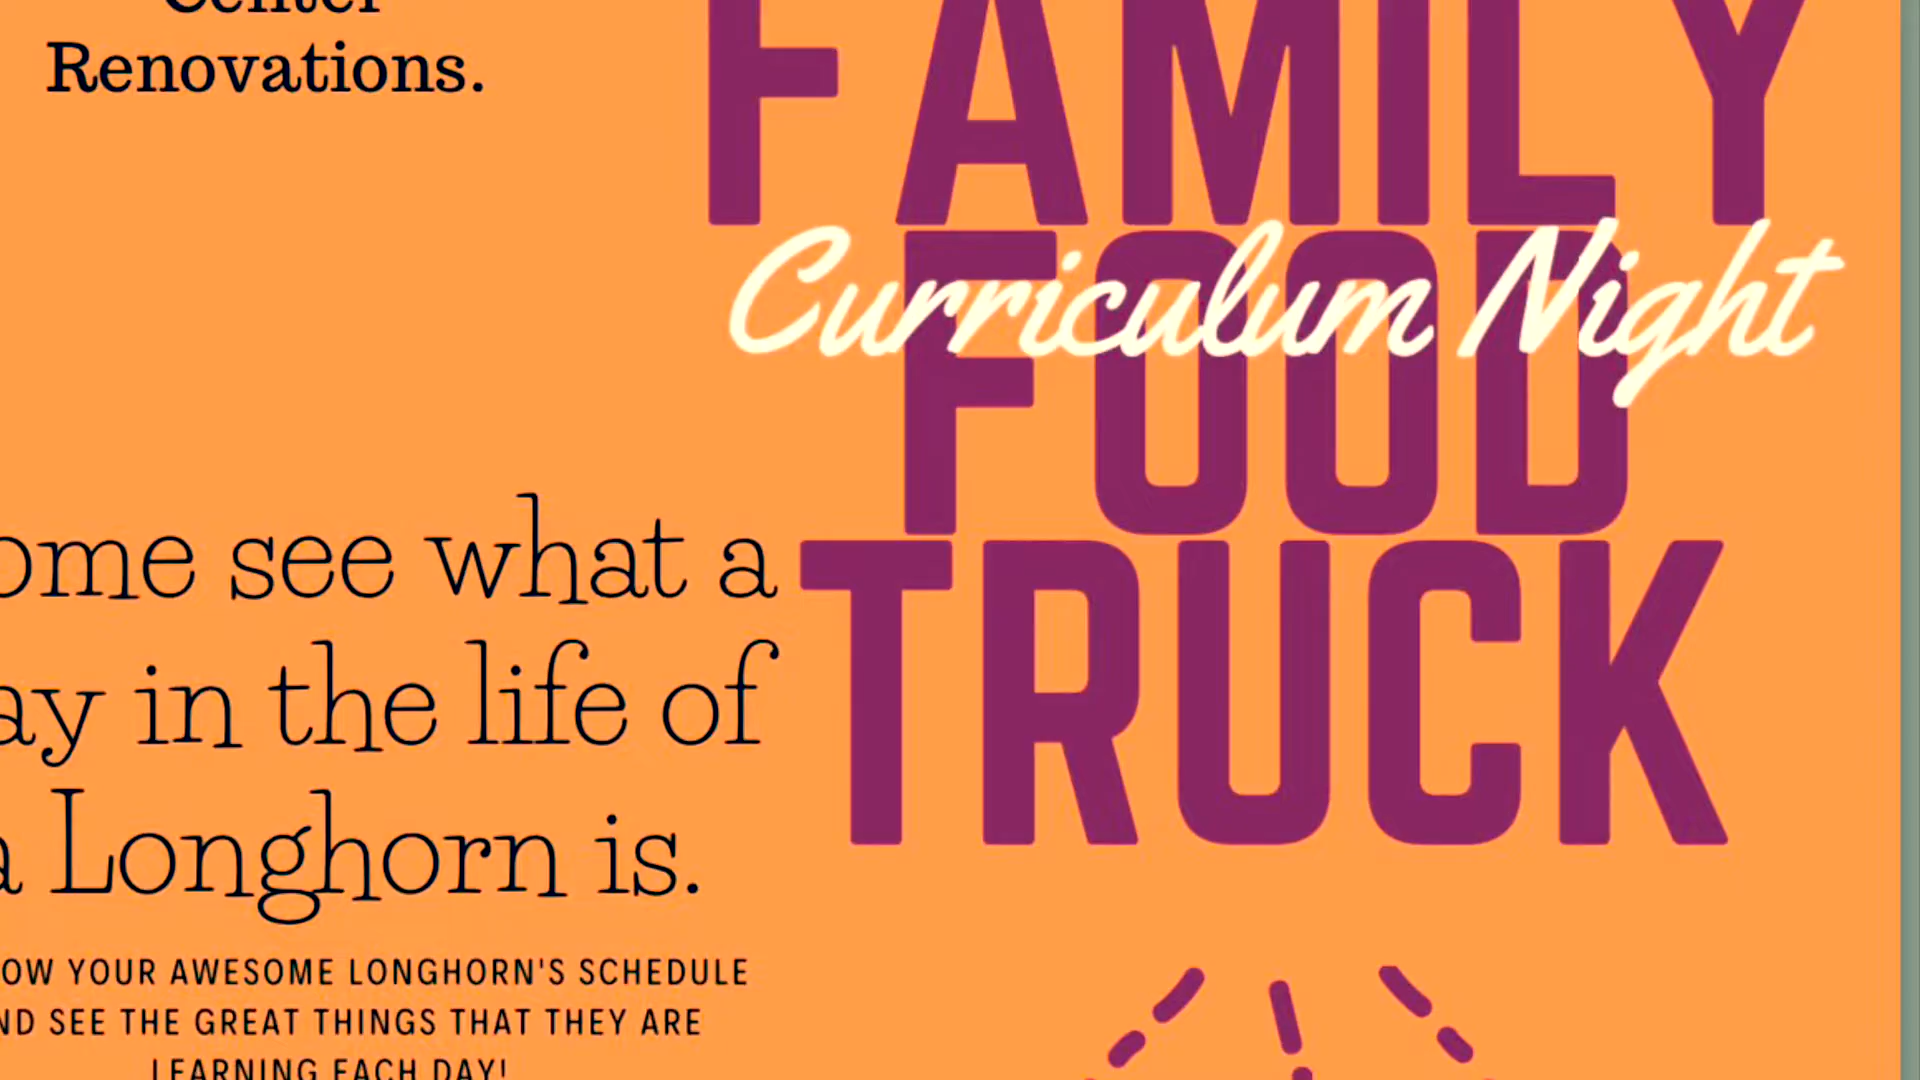 Center
Renovations.
ome see what a
ay in the life of
a Longhorn is.
OW YOUR AWESOME LONGHORN'S SCHEDULE
ND SEE THE GREAT THINGS THAT THEY ARE
LEARNING EACH DAY!
FAMILY
Curriculum Night
FOOD
TRUCK